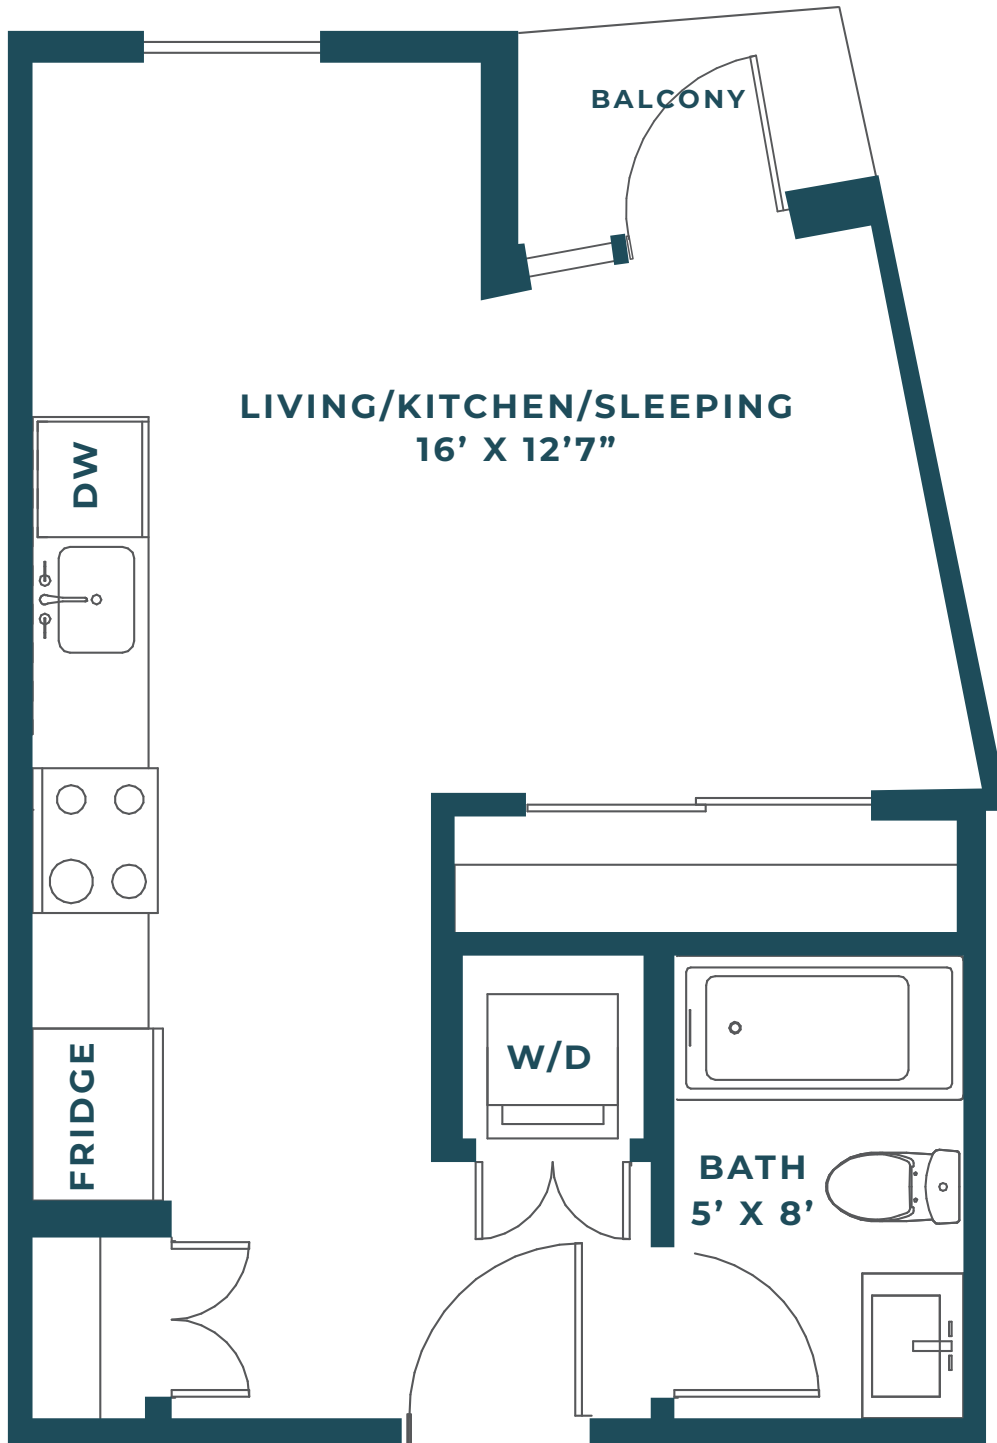 BALCONY
LIVING/KITCHEN/SLEEPING
16’ X 12’7”
DW
W/D
FRIDGE
BATH
5’ X 8’